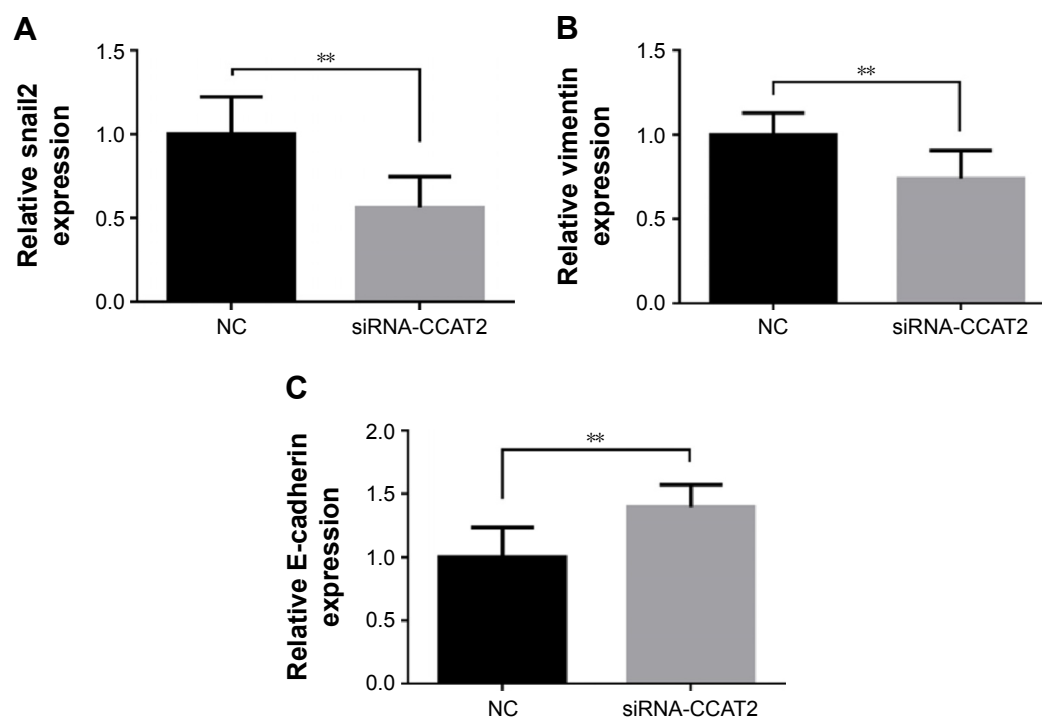 A
Relative snail2
expression
1.5
1.0
0.5
0.0
**
NC
siRNA-CCAT2
B
Relative vimentin
expression
1.5
1.0
0.5
0.0
**
NC
siRNA-CCAT2
C
Relative E-cadherin
expression
2.0
1.5
1.0
0.5
0.0
**
NC
siRNA-CCAT2